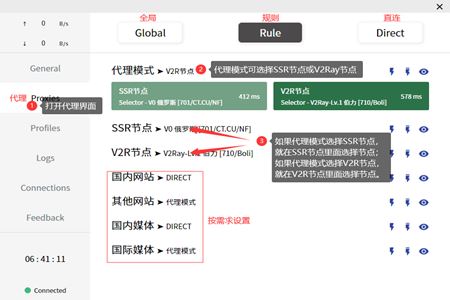 ↑ 0 B/s
↓ 0 B/s
全局
规则
直连
Global
Rule
Direct
General
代理 Proxies
1 打开代理界面
Profiles
Logs
Connections
Feedback
06 : 41 : 11
Connected
代理模式 ➤ V2R节点
2 代理模式可选择SSR节点或V2Ray节点
SSR节点
Selector - V0 俄罗斯 [701/CT.CU/NF]
412 ms
V2R节点
Selector - V2Ray-Lv.1 伯力 [710/Boli]
578 ms
SSR节点 ➤ V0 俄罗斯 [701/CT.CU/NF]
V2R节点 ➤ V2Ray-Lv.1 伯力 [710/Boli]
3 如果代理模式选择SSR节点，
就在SSR节点里面选择节点；
如果代理模式选择V2R节点，
就在V2R节点里面选择节点。
国内网站 ➤ DIRECT
其他网站 ➤ 代理模式
国内媒体 ➤ DIRECT
国际媒体 ➤ 代理模式
按需求设置